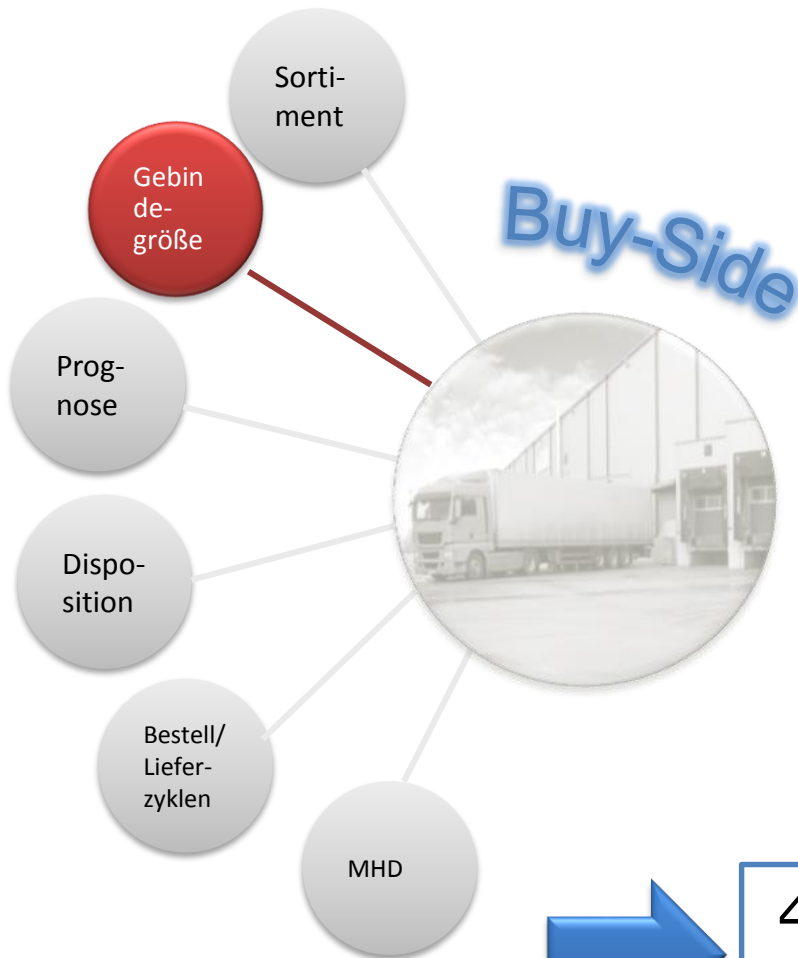 Sorti-
ment
Gebin
de-
größe
Buy-Side
Prog-
nose
Dispo-
sition
Bestell/
Liefer-
zyklen
MHD